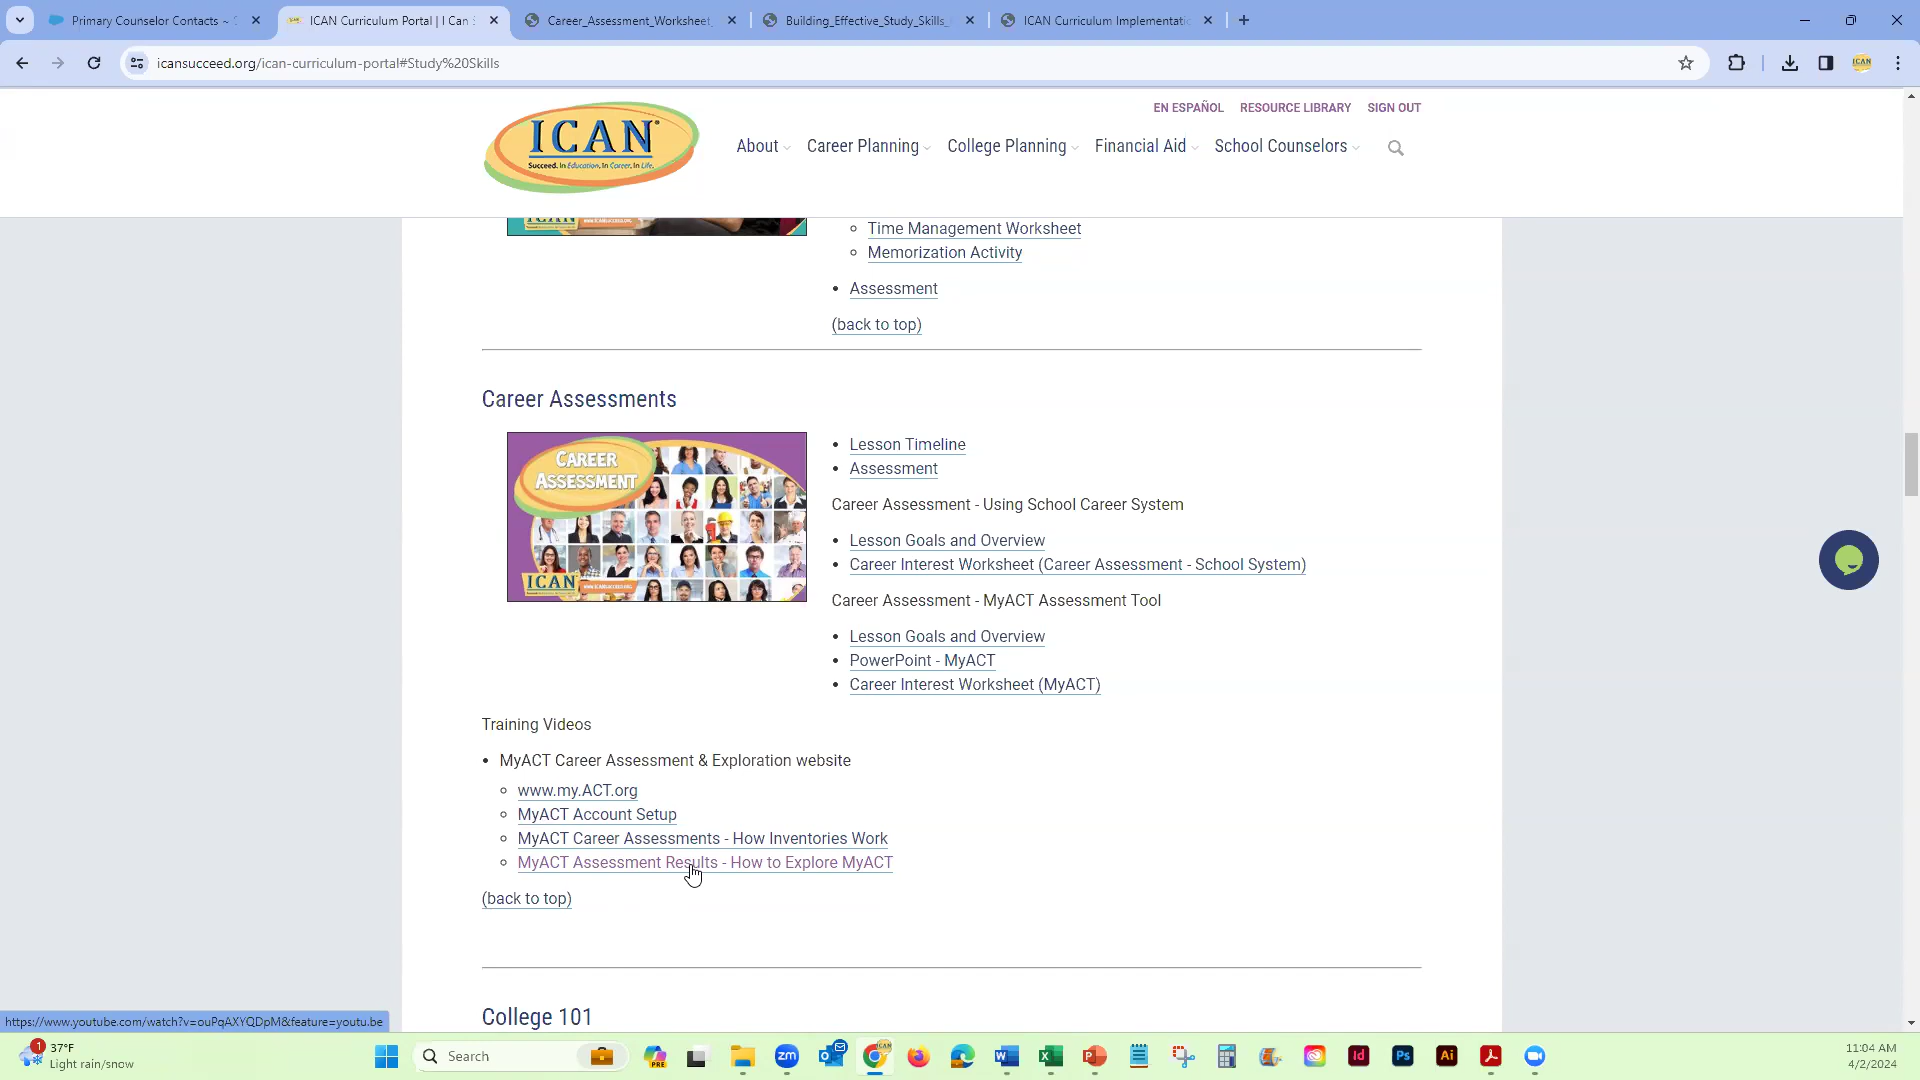 Primary Counselor Contacts ~
ICAN Curriculum Portal | I Can
Career_Assessment_Worksheet
Building_Effective_Study_Skills_
ICAN Curriculum Implementati
icansucceed.org/ican-curriculum-portal#Study%20Skills
EN ESPAÑOL RESOURCE LIBRARY SIGN OUT
ICAN
Succeed. In Education, In Career, In Life.
About Career Planning College Planning Financial Aid School Counselors
Time Management Worksheet
Memorization Activity
Assessment
(back to top)
Career Assessments
CAREER
ASSESSMENT
ICAN
Lesson Timeline
Assessment
Career Assessment - Using School Career System
Lesson Goals and Overview
Career Interest Worksheet (Career Assessment - School System)
Career Assessment - MyACT Assessment Tool
Lesson Goals and Overview
PowerPoint - MyACT
Career Interest Worksheet (MyACT)
Training Videos
MyACT Career Assessment & Exploration website
www.my.ACT.org
MyACT Account Setup
MyACT Career Assessments - How Inventories Work
MyACT Assessment Results - How to Explore MyACT
(back to top)
College 101
https://www.youtube.com/watch?v=ouPqAXYQDpM&feature=youtu.be
1
37°F
Light rain/snow
Search
11:04 AM
4/2/2024